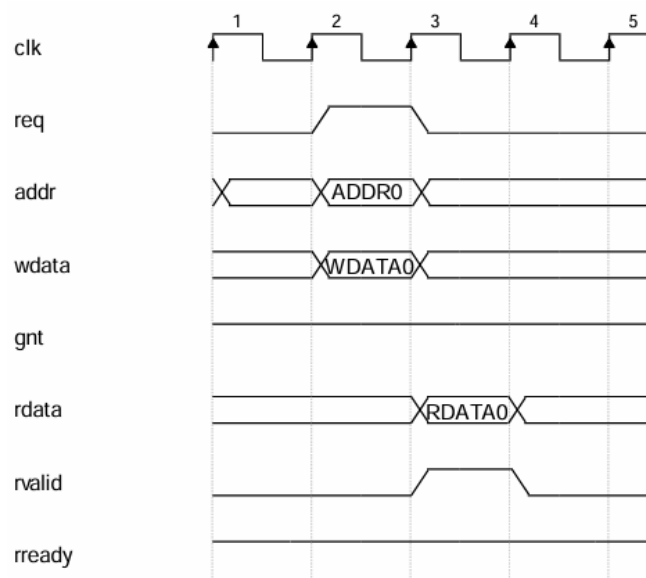 1 2 3 4 5
clk
req
addr ADDR0
wdata WDATA0
gnt
rdata RDATA0
rvalid
rready